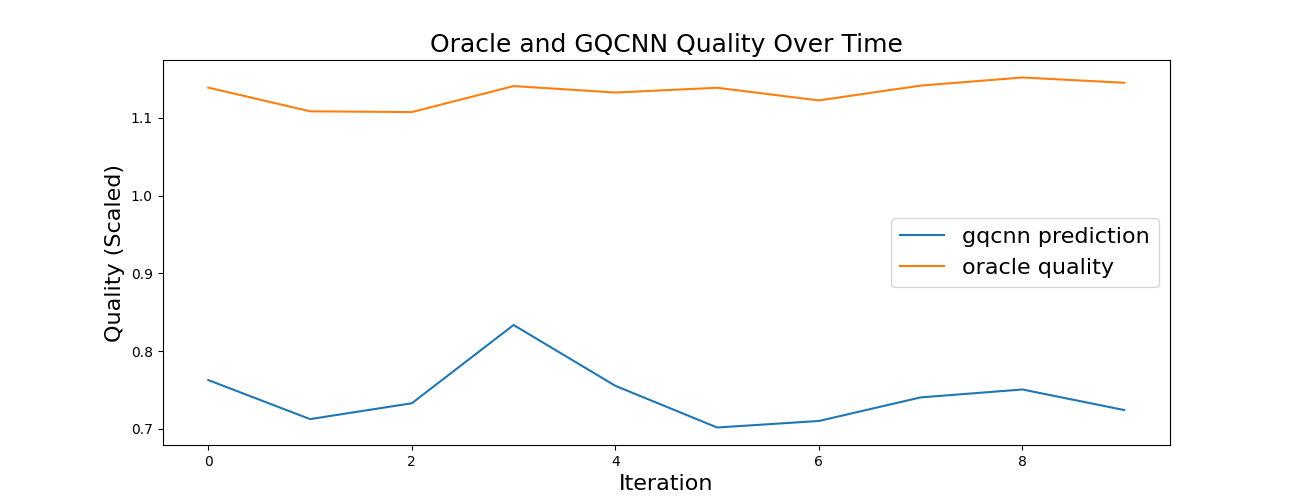 Oracle and GQCNN Quality Over Time
Quality (Scaled)
1.1
1.0
0.9
0.8
0.7
gqcnn prediction
oracle quality
0 2 4 6 8
Iteration